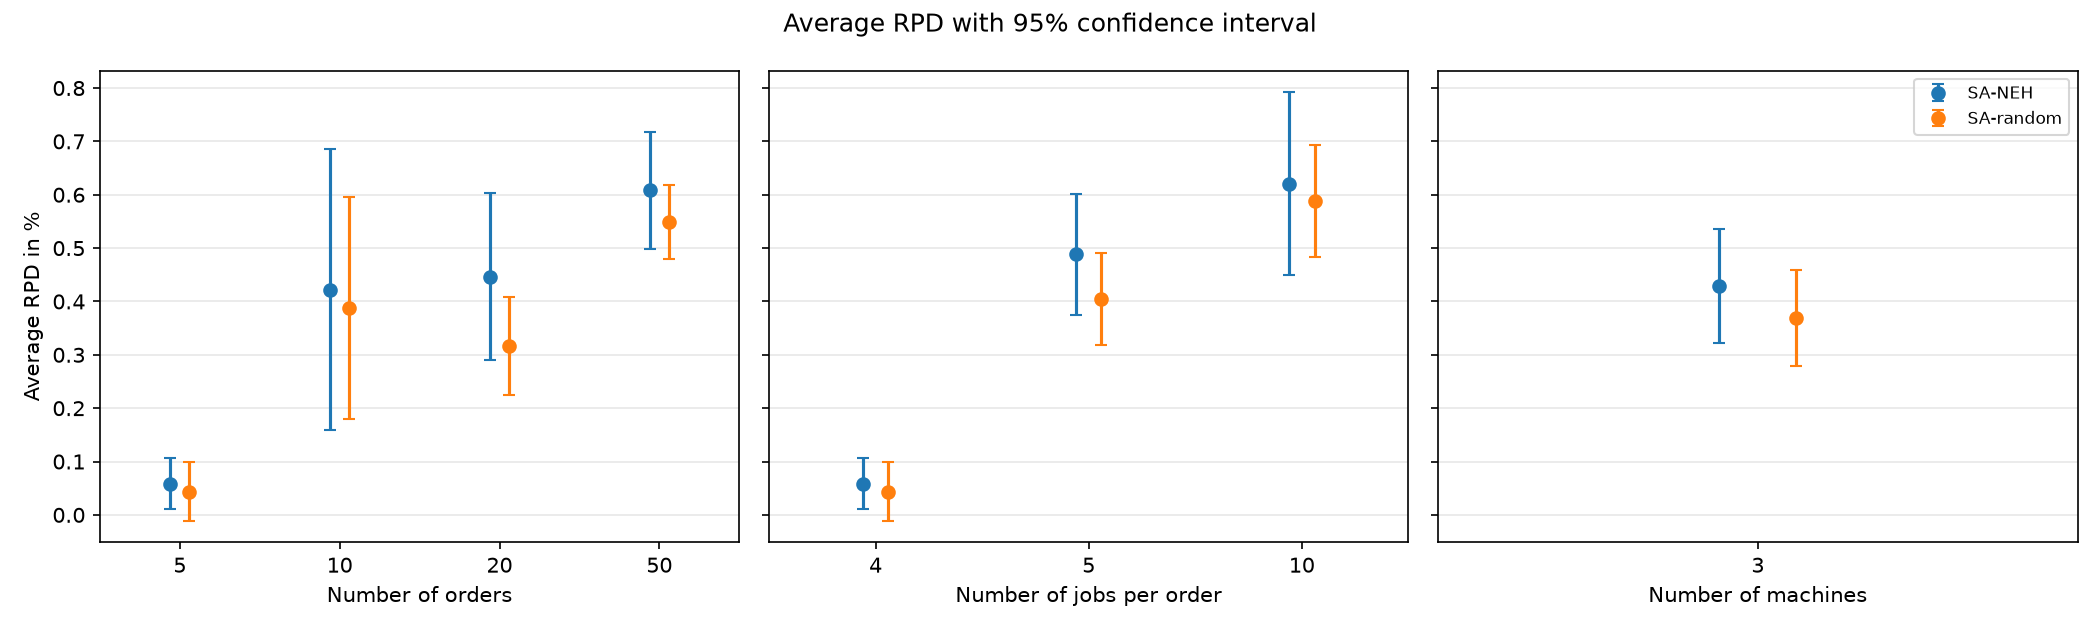 Average RPD with 95% confidence interval
Average RPD in %
0.8
0.7
0.6
0.5
0.4
0.3
0.2
0.1
0.0
5 10 20 50
Number of orders
4 5 10
Number of jobs per order
SA-NEH
SA-random
3
Number of machines